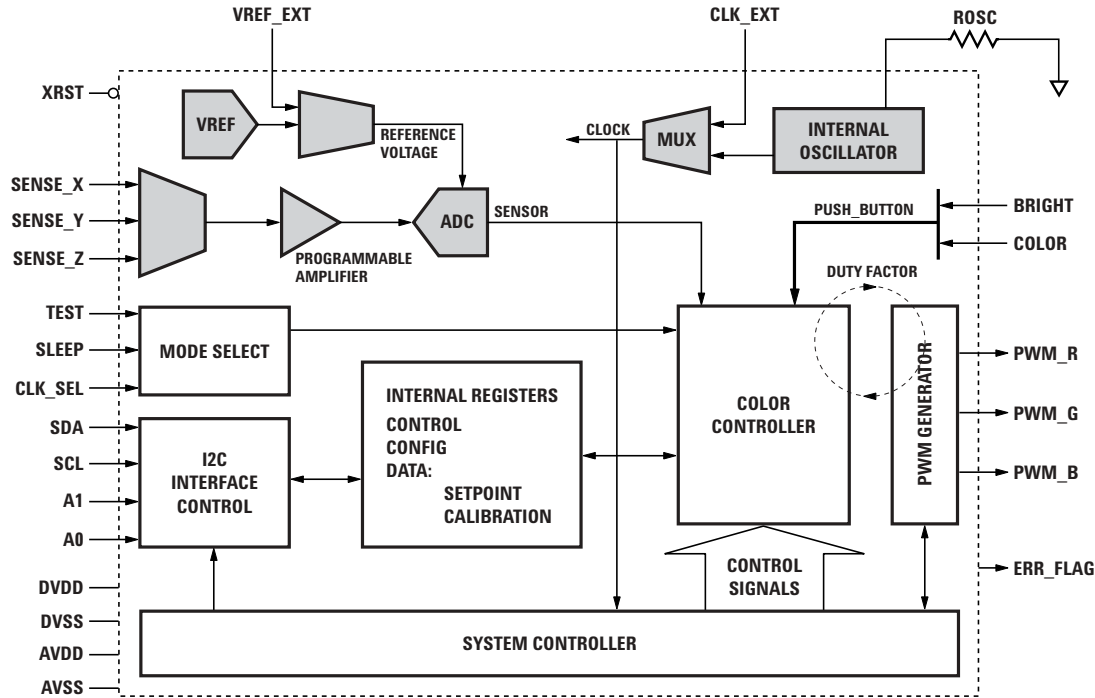 VREF_EXT
CLK_EXT
ROSC
XRST
VREF
REFERENCE
VOLTAGE
CLOCK
MUX
INTERNAL
OSCILLATOR
SENSE_X
SENSE_Y
SENSE_Z
PROGRAMMABLE
AMPLIFIER
ADC
SENSOR
PUSH_BUTTON
BRIGHT
COLOR
DUTY FACTOR
TEST
SLEEP
CLK_SEL
MODE SELECT
SDA
SCL
A1
A0
I2C
INTERFACE
CONTROL
INTERNAL REGISTERS
CONTROL
CONFIG
DATA:
SETPOINT
CALIBRATION
COLOR
CONTROLLER
PWM GENERATOR
PWM_R
PWM_G
PWM_B
CONTROL
SIGNALS
ERR_FLAG
DVDD
DVSS
AVDD
AVSS
SYSTEM CONTROLLER